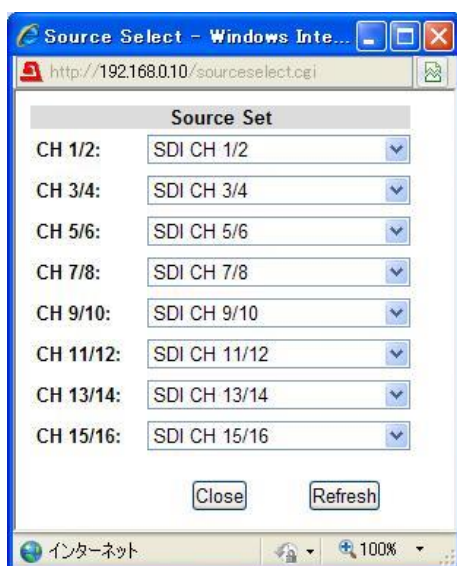 Source Select - Windows Inte...
http://192.168.0.10/sourceselect.cgi
Source Set
CH 1/2: SDI CH 1/2
CH 3/4: SDI CH 3/4
CH 5/6: SDI CH 5/6
CH 7/8: SDI CH 7/8
CH 9/10: SDI CH 9/10
CH 11/12: SDI CH 11/12
CH 13/14: SDI CH 13/14
CH 15/16: SDI CH 15/16
Close Refresh
インターネット 100%